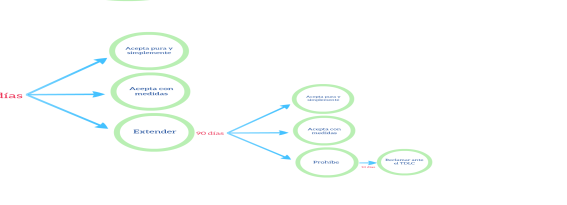 días
Acepta pura y
simplemente
Acepta con
medidas
Extender
90 días
Acepta pura y
simplemente
Acepta con
medidas
Prohíbe
Reclamar ante
el TDLC